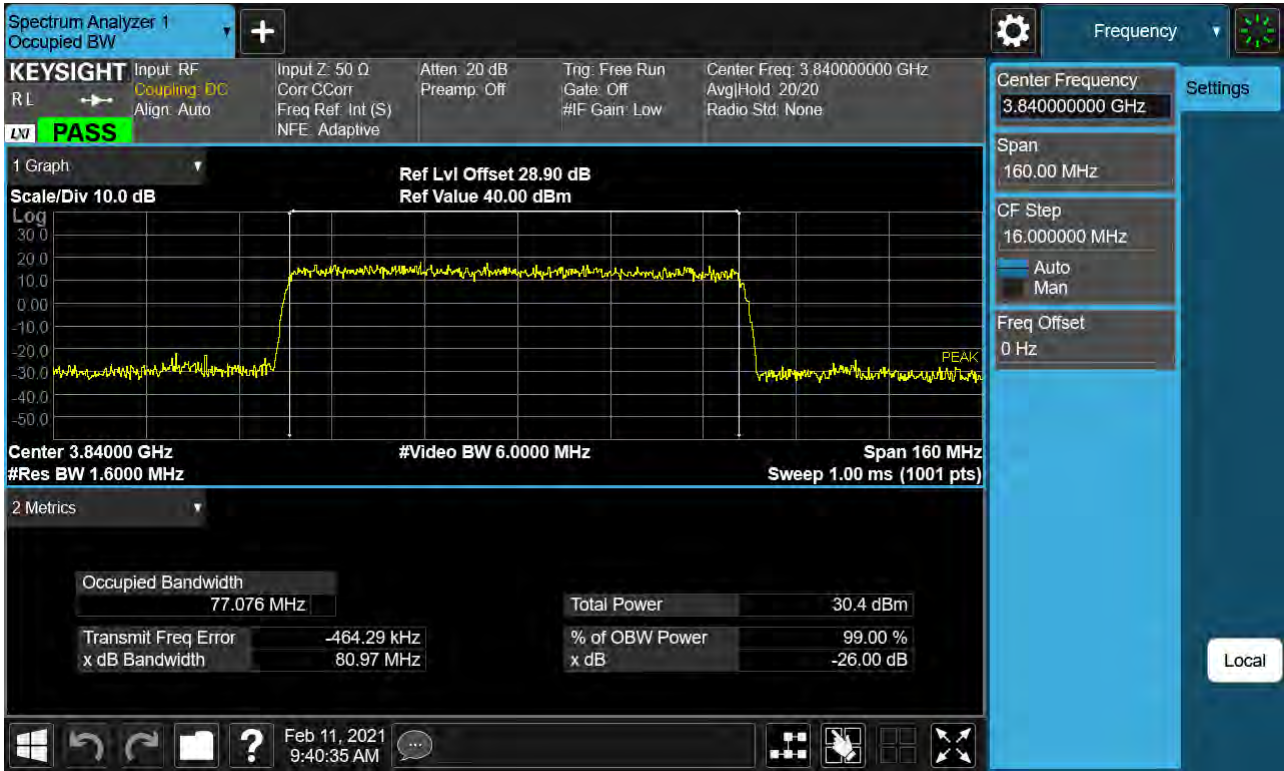 Spectrum Analyzer 1
Occupied BW
+
Frequency
KEYSIGHT
RL
LXI PASS
Input: RF
Coupling: DC
Align: Auto
Input Z: 50 Ω
Corr CCorr
Freq Ref: Int (S)
NFE: Adaptive
Atten: 20 dB
Preamp: Off
Trig: Free Run
Gate: Off
#IF Gain: Low
Center Freq: 3.840000000 GHz
Avg|Hold: 20/20
Radio Std: None
Center Frequency
3.840000000 GHz
Settings
Span
160.00 MHz
CF Step
16.000000 MHz
Auto
Man
Freq Offset
0 Hz
Local
1 Graph
Scale/Div 10.0 dB
Ref Lvl Offset 28.90 dB
Ref Value 40.00 dBm
Log
30.0
20.0
10.0
0.00
-10.0
-20.0
-30.0
-40.0
-50.0
PEAK
Center 3.84000 GHz
#Video BW 6.0000 MHz
Span 160 MHz
#Res BW 1.6000 MHz
Sweep 1.00 ms (1001 pts)
2 Metrics
Occupied Bandwidth
77.076 MHz
Total Power 30.4 dBm
Transmit Freq Error -464.29 kHz
% of OBW Power 99.00 %
x dB Bandwidth 80.97 MHz
x dB -26.00 dB
?
Feb 11, 2021
9:40:35 AM